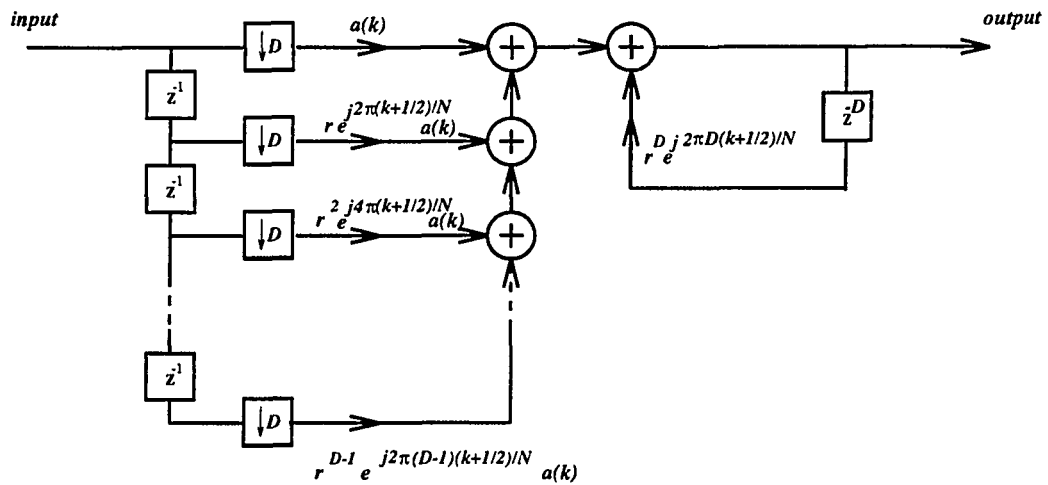 input
output
↓D
a(k)
z⁻¹
z⁻ᴰ
↓D
r e^{j2π(k+1/2)/N} a(k)
r^D e^{j2πD(k+1/2)/N}
z⁻¹
↓D
r^2 e^{j4π(k+1/2)/N} a(k)
z⁻¹
↓D
r^{D-1} e^{j2π(D-1)(k+1/2)/N} a(k)